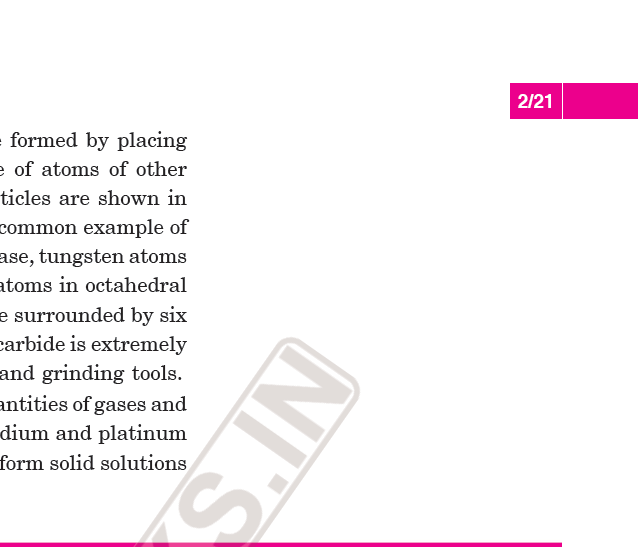 2/21
formed by placing
of atoms of other
ticles are shown in
common example of
ase, tungsten atoms
atoms in octahedral
e surrounded by six
carbide is extremely
and grinding tools.
antities of gases and
dium and platinum
form solid solutions
KS.IN